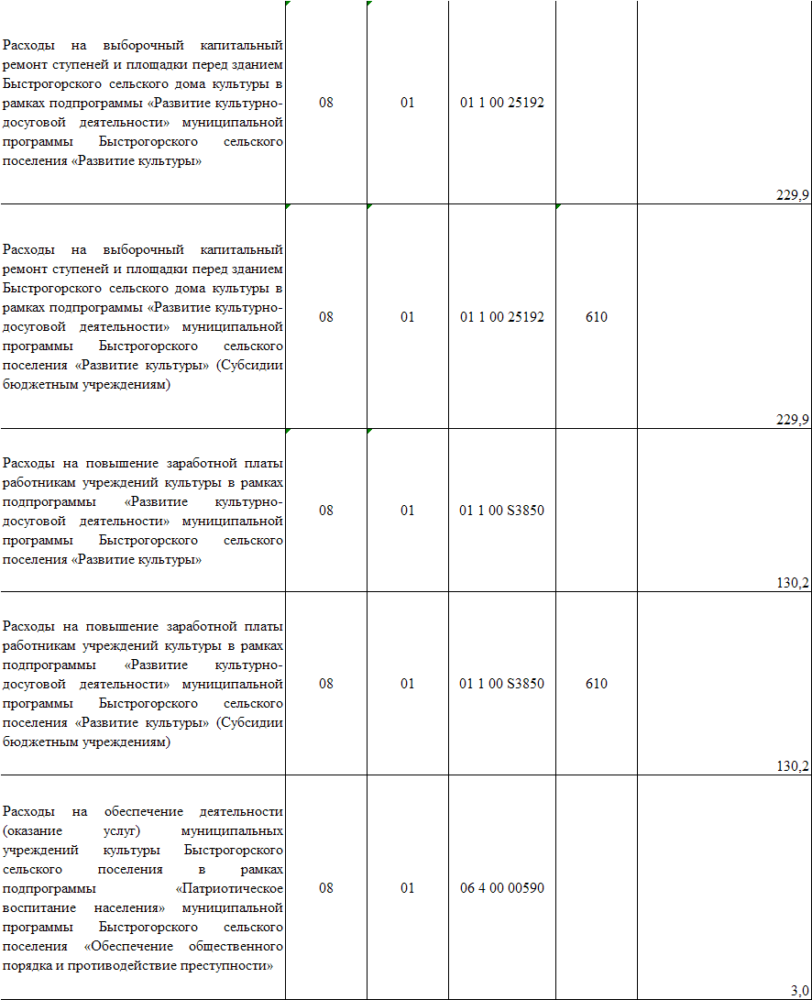 Расходы на выборочный капитальный
ремонт ступеней и площадки перед зданием
Быстрогорского сельского дома культуры в
рамках подпрограммы «Развитие культурно-
досуговой деятельности» муниципальной
программы Быстрогорского сельского
поселения «Развитие культуры»
08
01
01 1 00 25192
229,9
Расходы на выборочный капитальный
ремонт ступеней и площадки перед зданием
Быстрогорского сельского дома культуры в
рамках подпрограммы «Развитие культурно-
досуговой деятельности» муниципальной
программы Быстрогорского сельского
поселения «Развитие культуры» (Субсидии
бюджетным учреждениям)
08
01
01 1 00 25192
610
229,9
Расходы на повышение заработной платы
работникам учреждений культуры в рамках
подпрограммы «Развитие культурно-
досуговой деятельности» муниципальной
программы Быстрогорского сельского
поселения «Развитие культуры»
08
01
01 1 00 S3850
130,2
Расходы на повышение заработной платы
работникам учреждений культуры в рамках
подпрограммы «Развитие культурно-
досуговой деятельности» муниципальной
программы Быстрогорского сельского
поселения «Развитие культуры» (Субсидии
бюджетным учреждениям)
08
01
01 1 00 S3850
610
130,2
Расходы на обеспечение деятельности
(оказание услуг) муниципальных
учреждений культуры Быстрогорского
сельского поселения в рамках
подпрограммы «Патриотическое
воспитание населения» муниципальной
программы Быстрогорского сельского
поселения «Обеспечение общественного
порядка и противодействие преступности»
08
01
06 4 00 00590
3,0